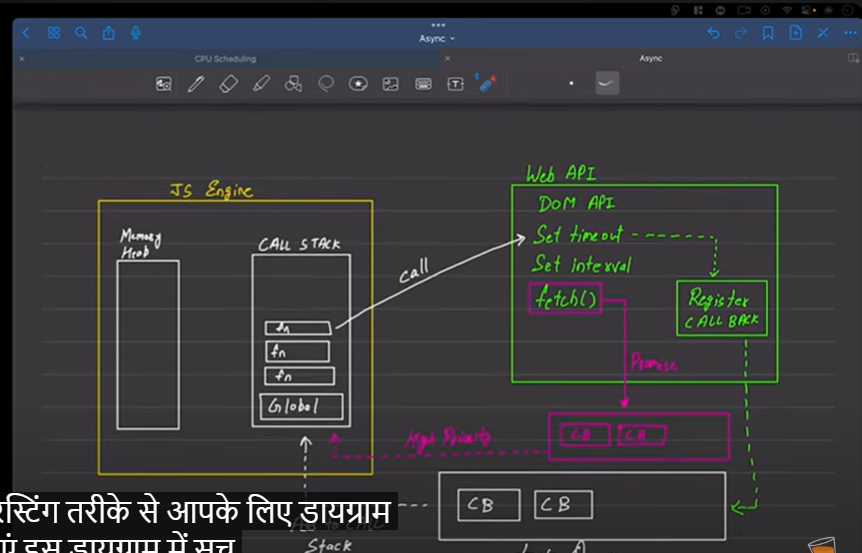 Async
CPU Scheduling
Async
Web API
JS Engine
DOM API
Memory
Heap
CALL STACK
Set timeout
call
Set interval
fetch()
Register
CALL BACK
fn
fn
fn
Global
Promise
High Priority
CB
CB
CB
CB
Stack
रेस्टिंग तरीके से आपके लिए डायग्राम
एं इस डायग्राम में सच